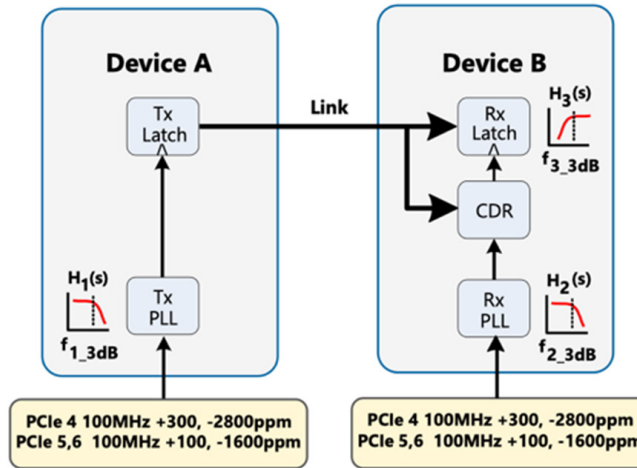 Device A
Device B
Tx
Latch
Link
Rx
Latch
H3(s)
f3_3dB
CDR
H1(s)
f1_3dB
Tx
PLL
Rx
PLL
H2(s)
f2_3dB
PCIe 4 100MHz +300, -2800ppm
PCIe 5,6 100MHz +100, -1600ppm
PCIe 4 100MHz +300, -2800ppm
PCIe 5,6 100MHz +100, -1600ppm